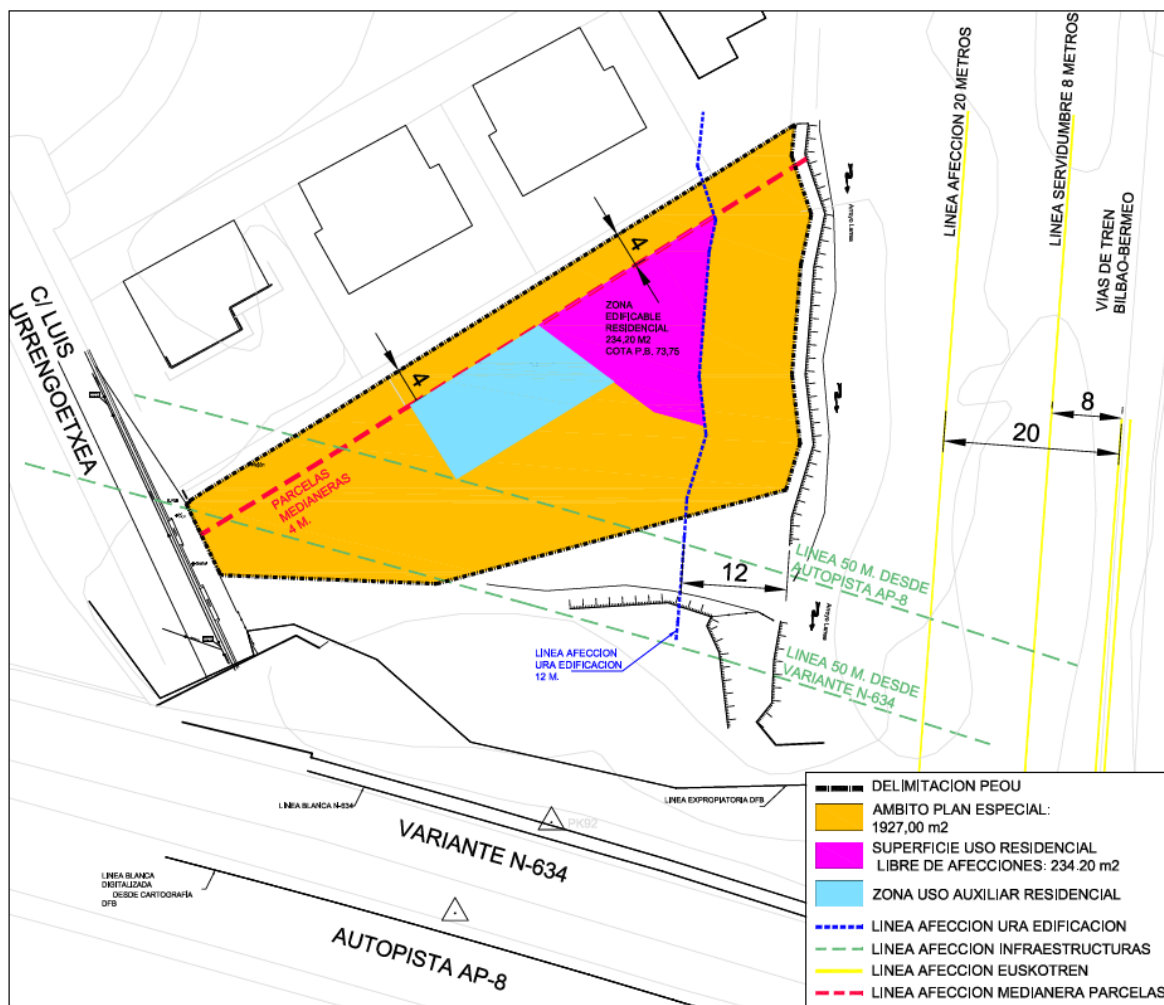 LINEA AFECCION 20 METROS
LINEA SERVIDUMBRE 8 METROS
VIAS DE TREN
BILBAO-BERMEO
Arroyo Lamas
C/ LUIS
URRENGOETXEA
4
ZONA
EDIFICABLE
RESIDENCIAL
234.20 M2
COTA P.B. 73,75
4
8
20
PARCELAS
MEDIANERAS
4 M.
LINEA 50 M. DESDE
AUTOPISTA AP-8
12
Arroyo Lamas
LINEA AFECCION
URA EDIFICACION
12 M.
LINEA 50 M. DESDE
VARIANTE N-634
LINEA BLANCA N-634
PK92
LINEA EXPROPIATORIA DFB
VARIANTE N-634
LINEA BLANCA
DIGITALIZADA
DESDE CARTOGRAFÍA
DFB
AUTOPISTA AP-8
DELIMITACION PEOU
AMBITO PLAN ESPECIAL:
1927,00 m2
SUPERFICIE USO RESIDENCIAL
LIBRE DE AFECCIONES: 234.20 m2
ZONA USO AUXILIAR RESIDENCIAL
LINEA AFECCION URA EDIFICACION
LINEA AFECCION INFRAESTRUCTURAS
LINEA AFECCION EUSKOTREN
LINEA AFECCION MEDIANERA PARCELAS